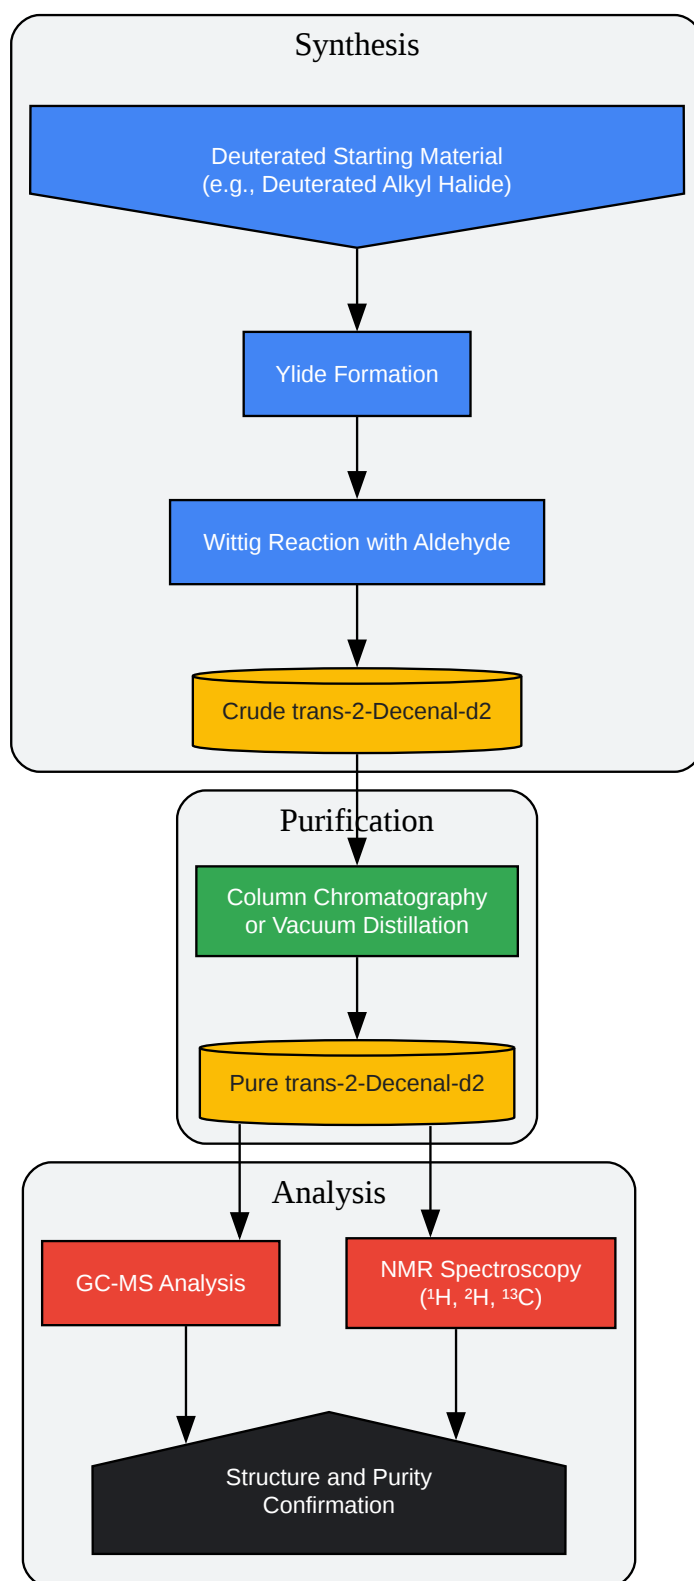 Synthesis
Deuterated Starting Material
(e.g., Deuterated Alkyl Halide)
Ylide Formation
Wittig Reaction with Aldehyde
Crude trans-2-Decenal-d2
Purification
Column Chromatography
or Vacuum Distillation
Pure trans-2-Decenal-d2
Analysis
GC-MS Analysis
NMR Spectroscopy
(¹H, ²H, ¹³C)
Structure and Purity
Confirmation